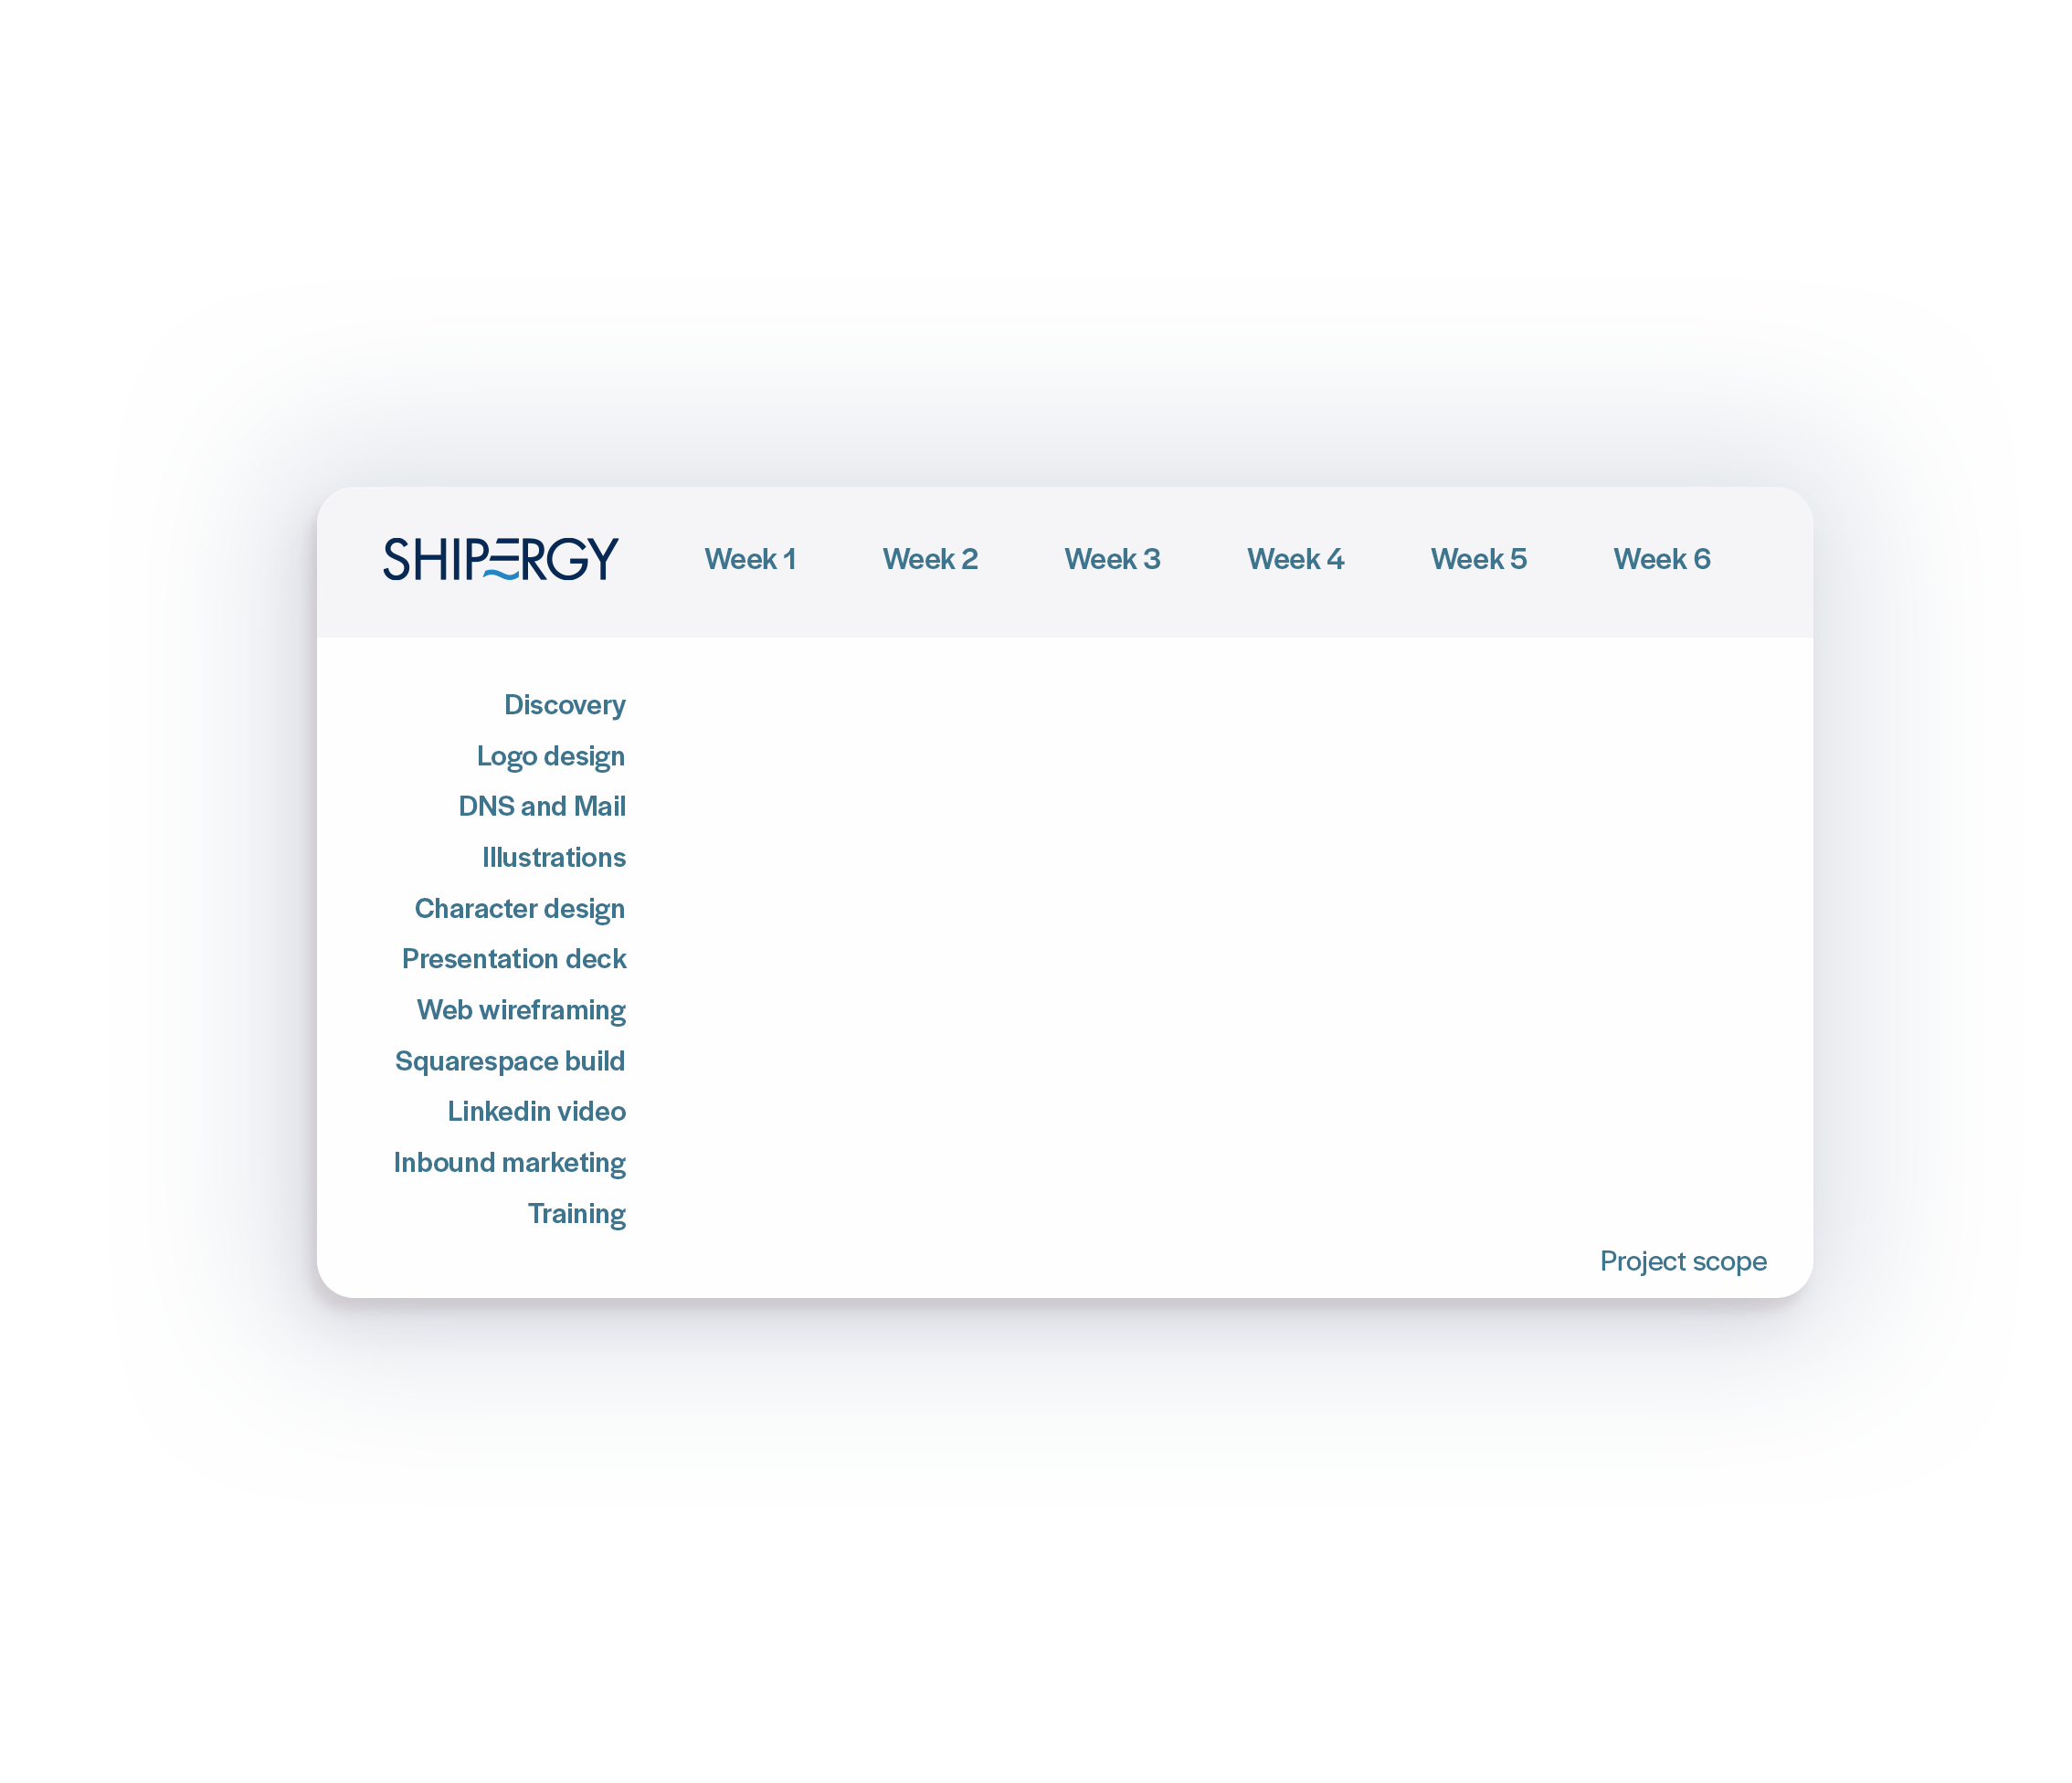 SHIPERGY Week 1 Week 2 Week 3 Week 4 Week 5 Week 6
Discovery
Logo design
DNS and Mail
Illustrations
Character design
Presentation deck
Web wireframing
Squarespace build
Linkedin video
Inbound marketing
Training
Project scope